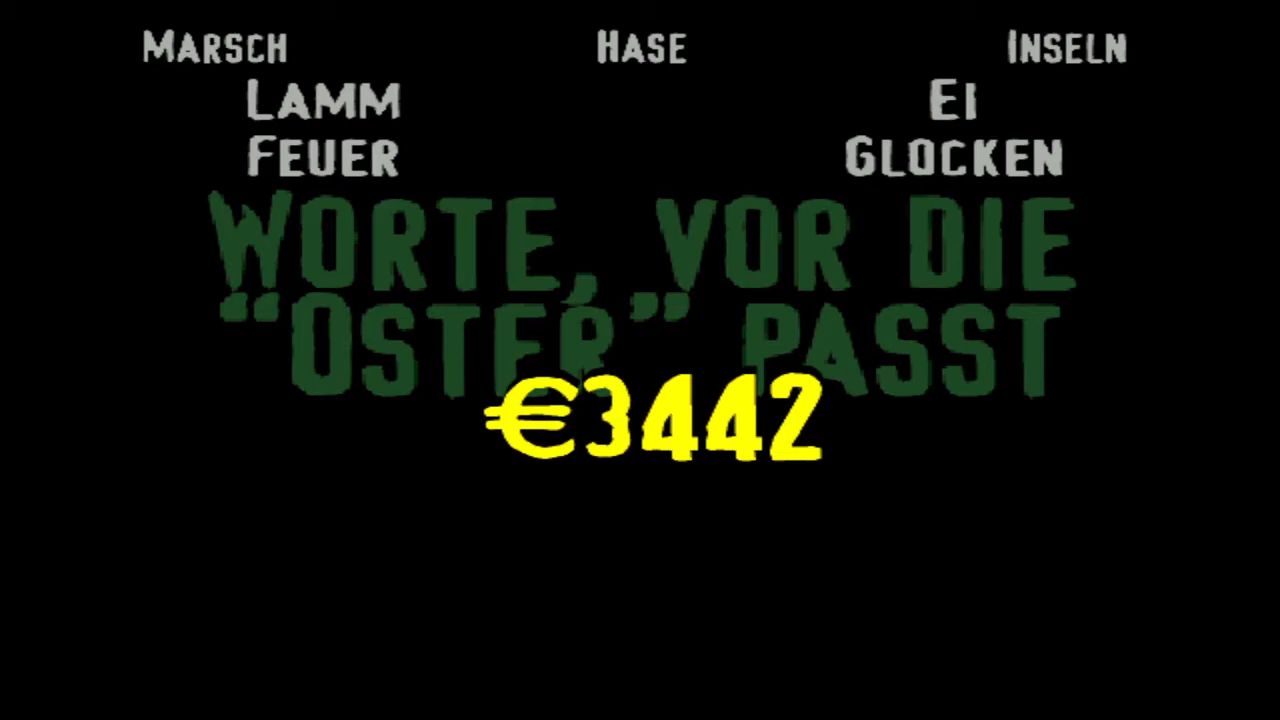 MARSCH HASE INSELN
LAMM EI
FEUER GLOCKEN
WORTE, VOR DIE
“OSTER” PASST
€3442